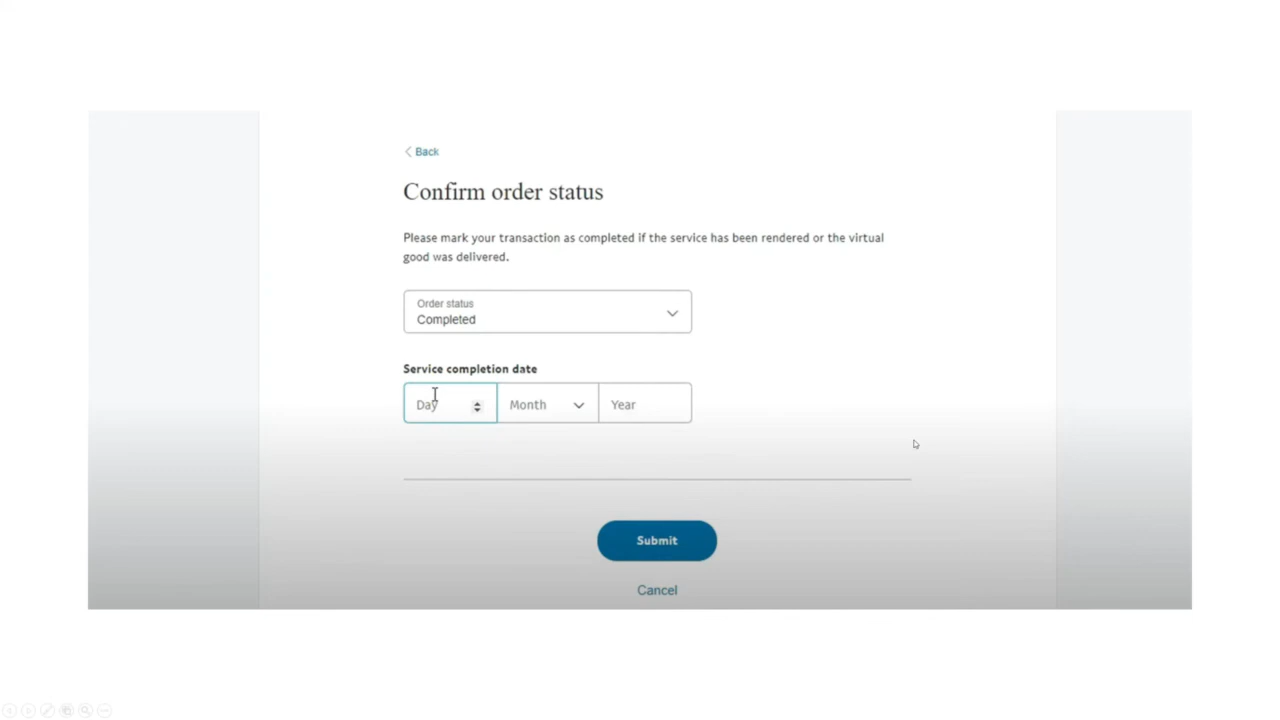 Back
Confirm order status
Please mark your transaction as completed if the service has been rendered or the virtual
good was delivered.
Order status
Completed
Service completion date
Day Month Year
Submit
Cancel